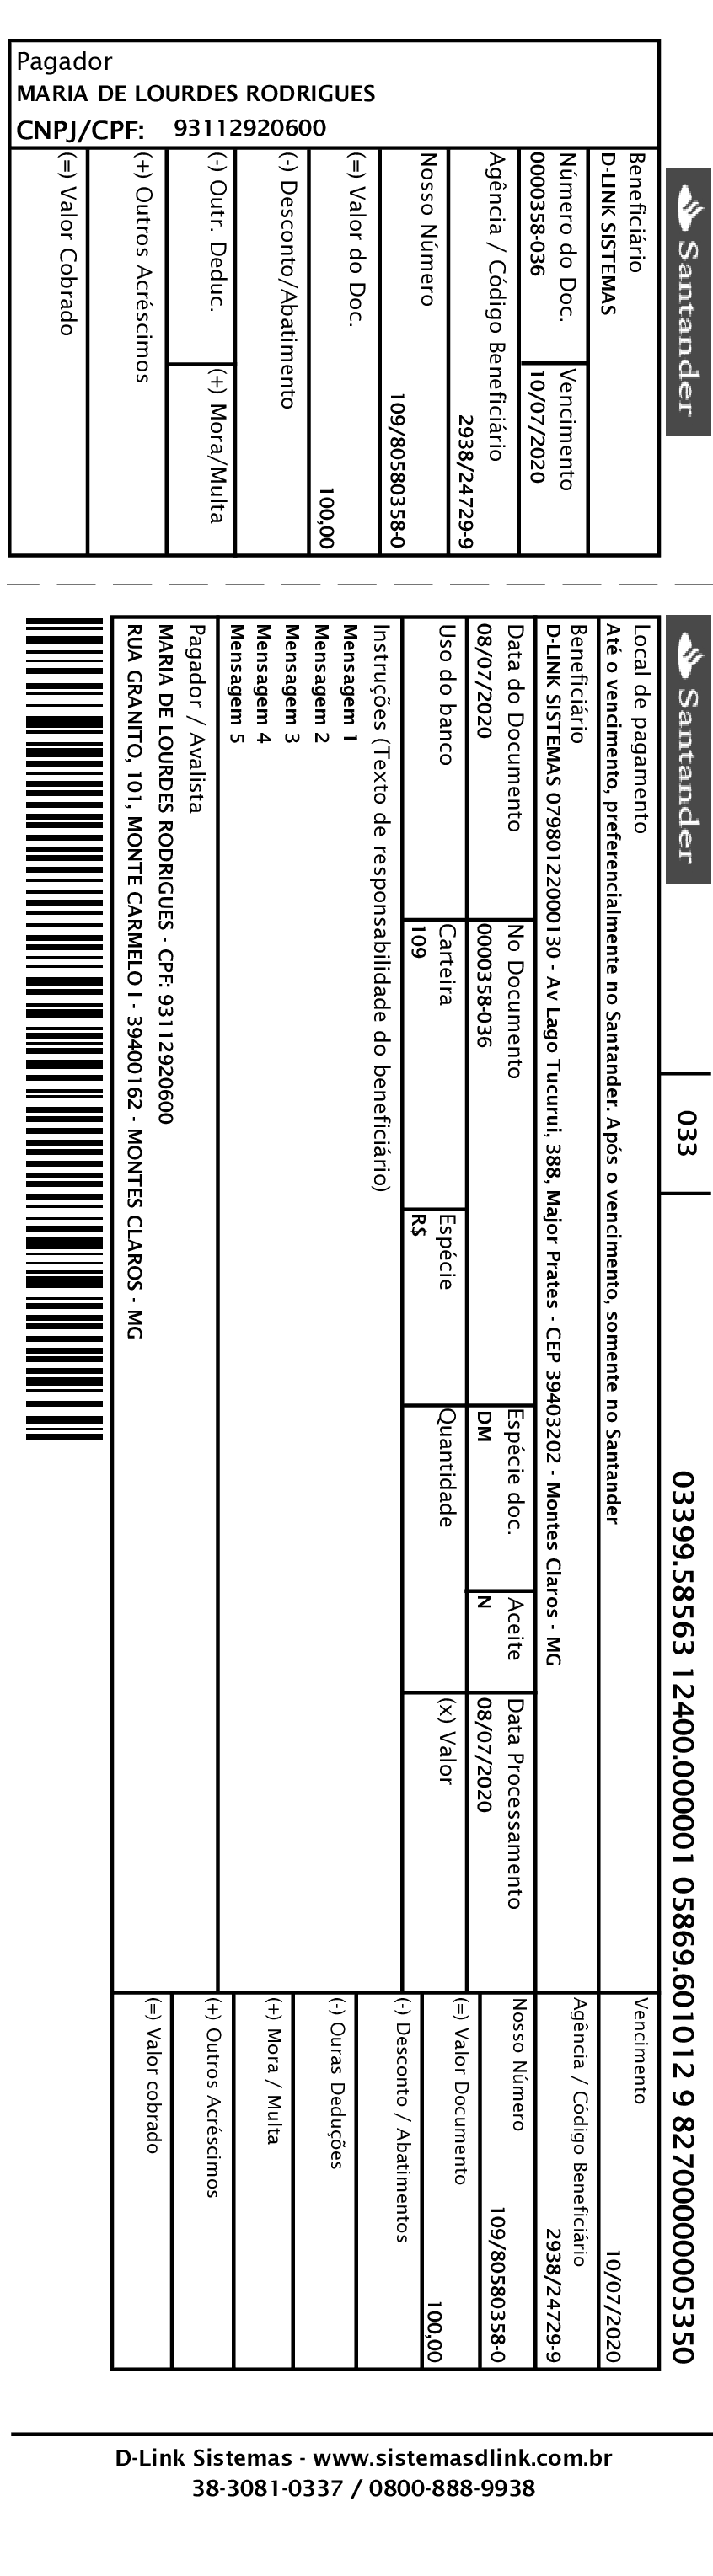 Pagador
MARIA DE LOURDES RODRIGUES
CNPJ/CPF: 93112920600
Santander
Beneficiário
D-LINK SISTEMAS
Número do Doc. Vencimento
0000358-036 10/07/2020
Agência / Código Beneficiário
2938/24729-9
Nosso Número
109/80580358-0
(=) Valor do Doc.
100,00
(-) Desconto/Abatimento
(-) Outr. Deduc. (+) Mora/Multa
(+) Outros Acréscimos
(=) Valor Cobrado
Santander 033 03399.58563 12400.000001 05869.601012 9 82700000005350
Local de pagamento
Até o vencimento, preferencialmente no Santander. Após o vencimento, somente no Santander
Vencimento
10/07/2020
Beneficiário
D-LINK SISTEMAS 07980122000130 - Av Lago Tucurui, 388, Major Prates - CEP 39403202 - Montes Claros - MG
Agência / Código Beneficiário
2938/24729-9
Data do Documento No Documento Espécie doc. Aceite Data Processamento
08/07/2020 0000358-036 DM N 08/07/2020
Nosso Número
109/80580358-0
Uso do banco Carteira Espécie Quantidade (x) Valor
109 R$
(=) Valor Documento
100,00
Instruções (Texto de responsabilidade do beneficiário)
Mensagem 1
Mensagem 2
Mensagem 3
Mensagem 4
Mensagem 5
(-) Desconto / Abatimentos
(-) Ouras Deduções
(+) Mora / Multa
(+) Outros Acréscimos
(=) Valor cobrado
Pagador / Avalista
MARIA DE LOURDES RODRIGUES - CPF: 93112920600
RUA GRANITO, 101, MONTE CARMELO I - 39400162 - MONTES CLAROS - MG
D-Link Sistemas - www.sistemasdlink.com.br
38-3081-0337 / 0800-888-9938